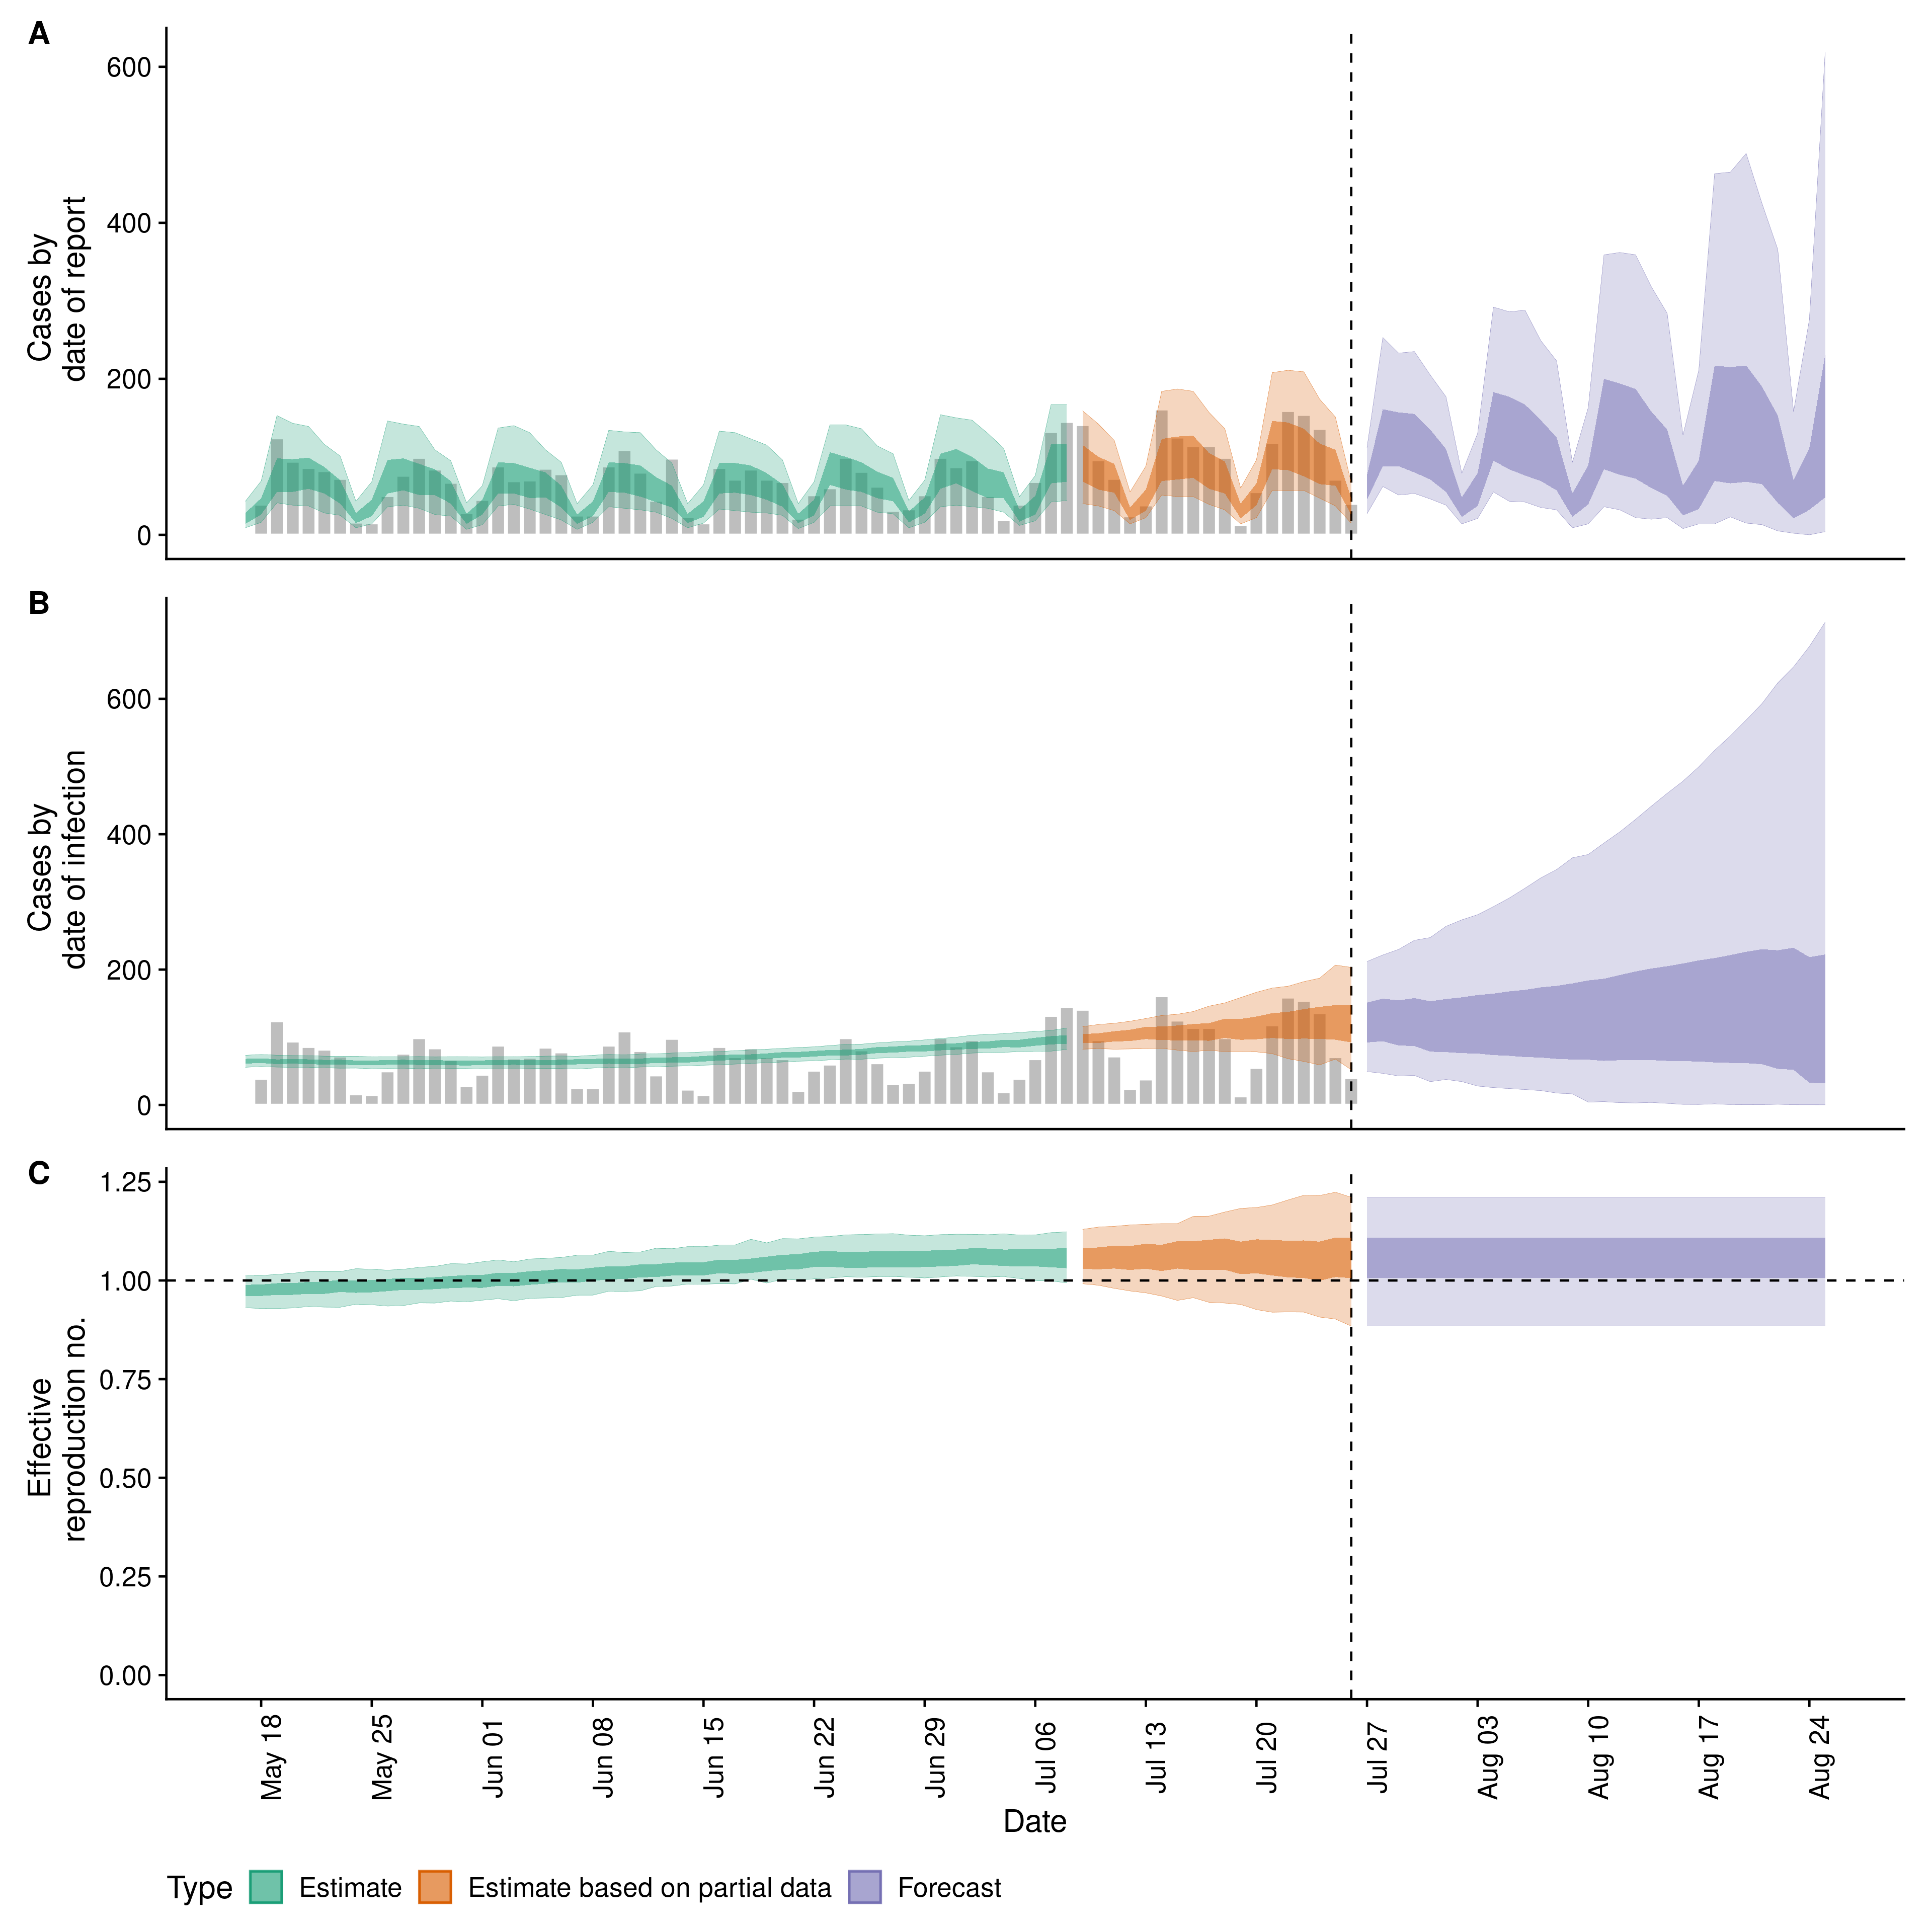 A
600
400
200
0
Cases by
date of report
B
600
400
200
0
Cases by
date of infection
C
1.25
1.00
0.75
0.50
0.25
0.00
Effective
reproduction no.
May 18
May 25
Jun 01
Jun 08
Jun 15
Jun 22
Jun 29
Jul 06
Jul 13
Jul 20
Jul 27
Aug 03
Aug 10
Aug 17
Aug 24
Date
Type Estimate Estimate based on partial data Forecast